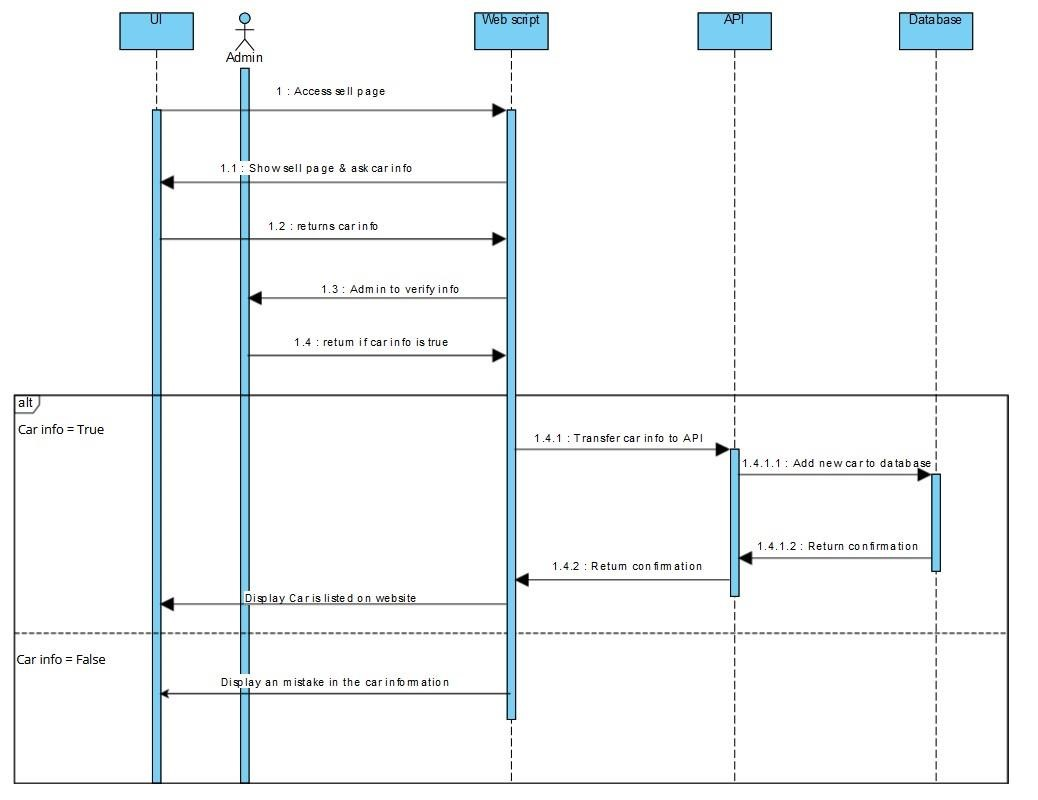 UI
Admin
Web script
API
Database
1 : Access sell page
1.1 : Show sell page & ask car info
1.2 : returns car info
1.3 : Admin to verify info
1.4 : return if car info is true
alt
Car info = True
1.4.1 : Transfer car info to API
1.4.1.1 : Add new car to database
1.4.1.2 : Return confirmation
1.4.2 : Return confirmation
Display Car is listed on website
Car info = False
Display an mistake in the car information